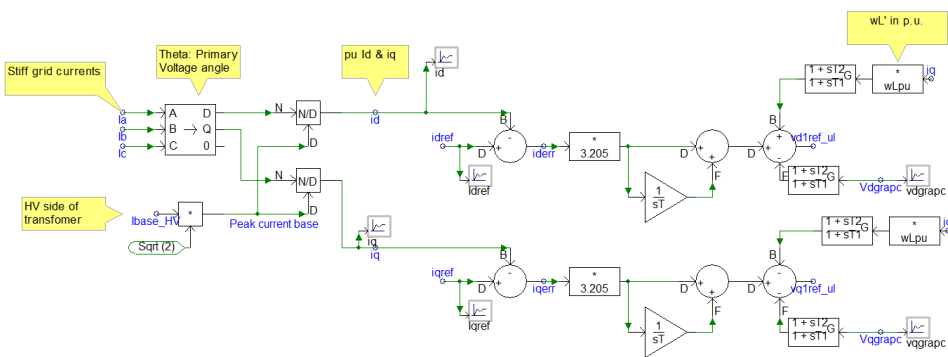 wL' in p.u.
Theta: Primary
Voltage angle
pu Id & iq
Stiff grid currents
id
1 + sT2
1 + sT1
G
*
wLpu
iq
Ia
Ib
Ic
A
B
C
D
Q
0
N
N/D
D
id
B
-
D
+
idref
Idref
iderr
*
3.205
1
sT
D
+
+
F
B
+
D
+
-
F
vd1ref_ul
1 + sT2
1 + sT1
G
Vdgrapc
vdgrapc
N
N/D
D
HV side of
transfomer
Ibase_HV
*
Peak current base
Sqrt (2)
iq
iq
1 + sT2
1 + sT1
G
*
wLpu
B
-
D
+
iqref
Iqref
iqerr
*
3.205
1
sT
D
+
+
F
B
-
D
+
-
F
vq1ref_ul
1 + sT2
1 + sT1
G
Vqgrapc
vqgrapc